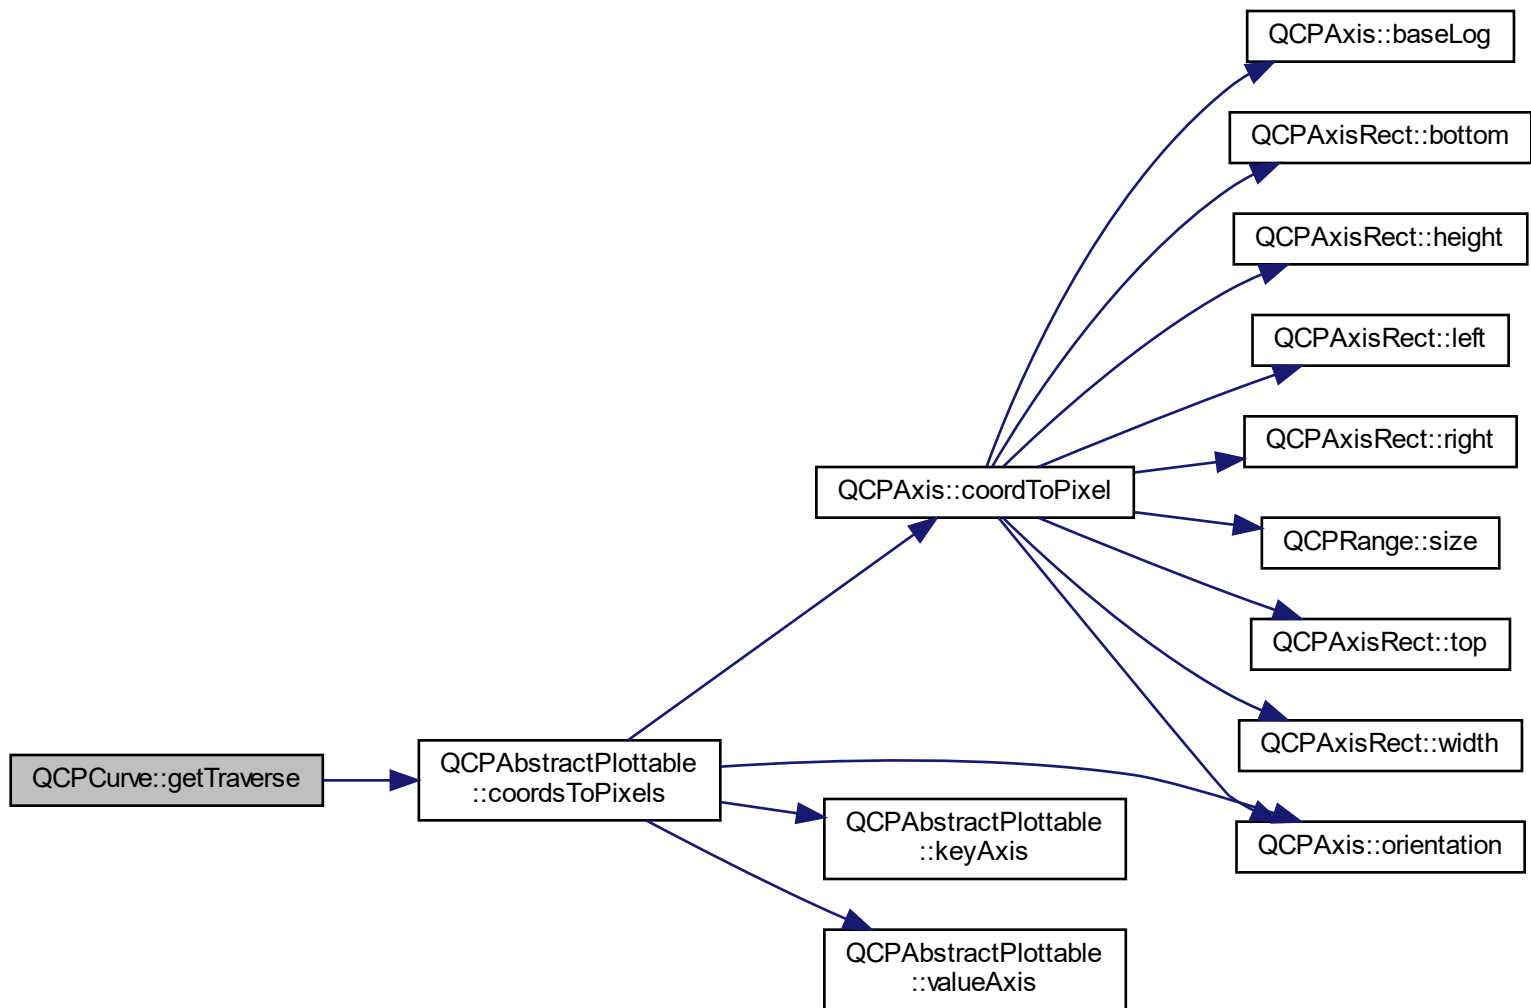 QCPAxis::baseLog
QCPAxisRect::bottom
QCPAxisRect::height
QCPAxisRect::left
QCPAxisRect::right
QCPAxis::coordToPixel
QCPRange::size
QCPAxisRect::top
QCPAxisRect::width
QCPCurve::getTraverse
QCPAbstractPlottable
::coordsToPixels
QCPAbstractPlottable
::keyAxis
QCPAxis::orientation
QCPAbstractPlottable
::valueAxis